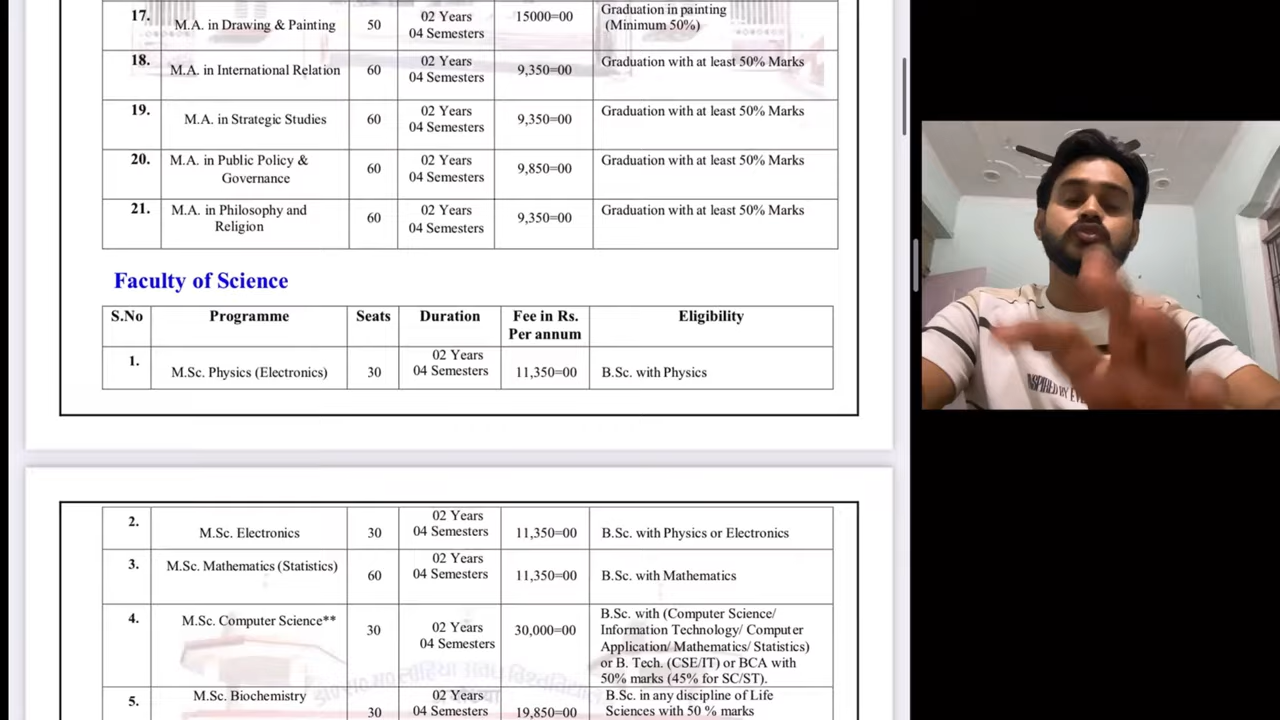 17. M.A. in Drawing & Painting 50 02 Years 04 Semesters 15000=00 Graduation in painting (Minimum 50%)
18. M.A. in International Relation 60 02 Years 04 Semesters 9,350=00 Graduation with at least 50% Marks
19. M.A. in Strategic Studies 60 02 Years 04 Semesters 9,350=00 Graduation with at least 50% Marks
20. M.A. in Public Policy & Governance 60 02 Years 04 Semesters 9,850=00 Graduation with at least 50% Marks
21. M.A. in Philosophy and Religion 60 02 Years 04 Semesters 9,350=00 Graduation with at least 50% Marks
Faculty of Science
S.No Programme Seats Duration Fee in Rs. Per annum Eligibility
1. M.Sc. Physics (Electronics) 30 02 Years 04 Semesters 11,350=00 B.Sc. with Physics
2. M.Sc. Electronics 30 02 Years 04 Semesters 11,350=00 B.Sc. with Physics or Electronics
3. M.Sc. Mathematics (Statistics) 60 02 Years 04 Semesters 11,350=00 B.Sc. with Mathematics
4. M.Sc. Computer Science** 30 02 Years 04 Semesters 30,000=00 B.Sc. with (Computer Science/ Information Technology/ Computer Application/ Mathematics/ Statistics) or B. Tech. (CSE/IT) or BCA with 50% marks (45% for SC/ST).
5. M.Sc. Biochemistry 30 02 Years 04 Semesters 19,850=00 B.Sc. in any discipline of Life Sciences with 50 % marks
INSPIRED BY